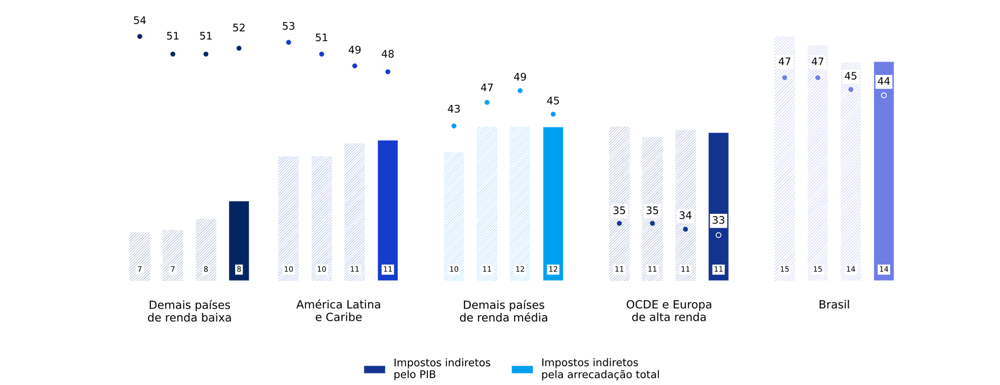 54 51 51 52
53 51 49 48
43 47 49 45
35 35 34 33
47 47 45 44
7 7 8 8
10 10 11 11
10 11 12 12
11 11 11 11
15 15 14 14
Demais países
de renda baixa
América Latina
e Caribe
Demais países
de renda média
OCDE e Europa
de alta renda
Brasil
Impostos indiretos
pelo PIB
Impostos indiretos
pela arrecadação total